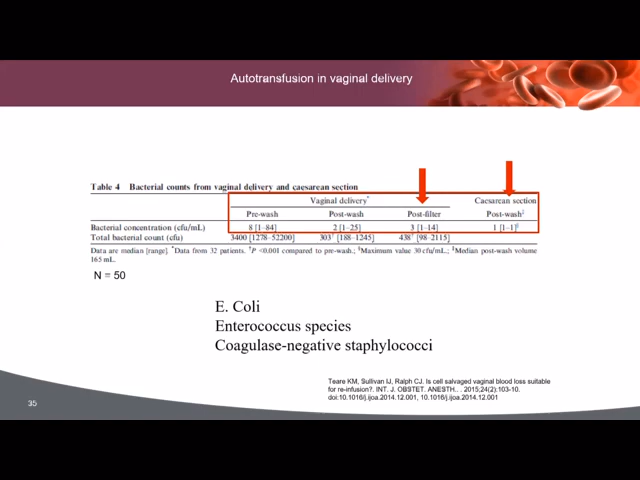 Autotransfusion in vaginal delivery
Table 4 Bacterial counts from vaginal delivery and caesarean section
Vaginal delivery* Caesarean section
Pre-wash Post-wash Post-filter Post-wash‡
Bacterial concentration (cfu/mL) 8 [1–84] 2 [1–25] 3 [1–14] 1 [1–1]§
Total bacterial count (cfu) 3400 [1278–52200] 303† [188–1245] 438† [98–2115]
Data are median [range]. *Data from 32 patients. †P <0.001 compared to pre-wash.; §Maximum value 30 cfu/mL.; ‡Median post-wash volume
165 mL.
N = 50
E. Coli
Enterococcus species
Coagulase-negative staphylococci
Teare KM, Sullivan IJ, Ralph CJ. Is cell salvaged vaginal blood loss suitable
for re-infusion?. INT. J. OBSTET. ANESTH.. . 2015;24(2):103-10.
doi:10.1016/j.ijoa.2014.12.001, 10.1016/j.ijoa.2014.12.001
35